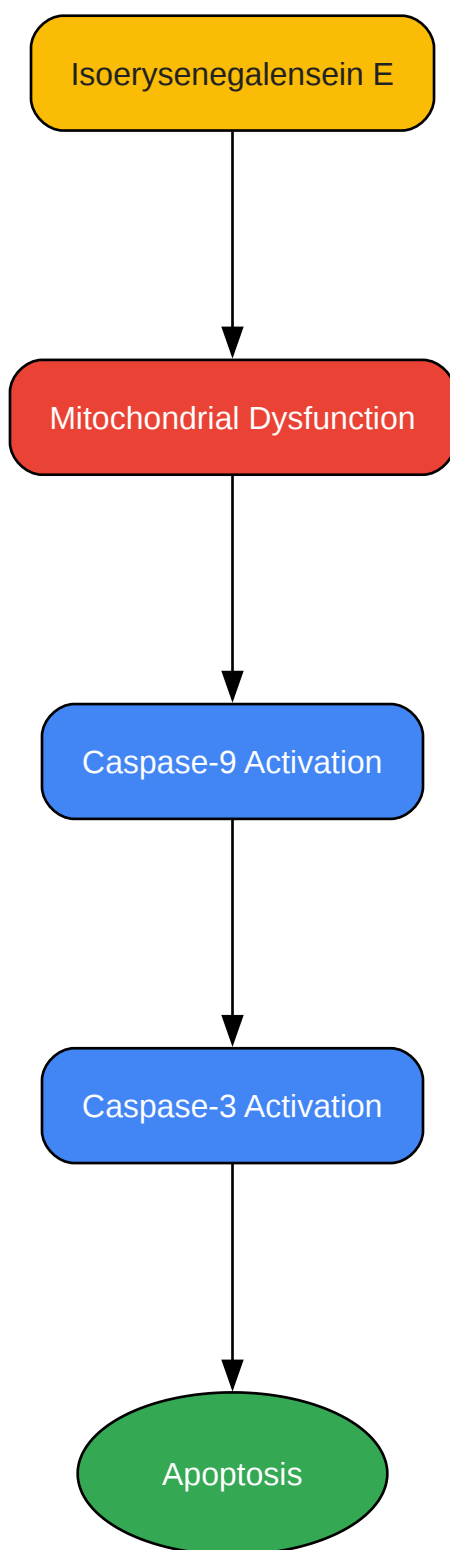 Isoerysenegalensein E
Mitochondrial Dysfunction
Caspase-9 Activation
Caspase-3 Activation
Apoptosis